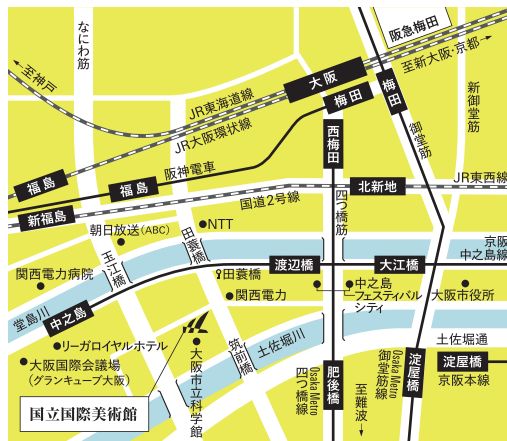 なにわ筋
阪急梅田
至新大阪・京都
至神戸
大阪
梅田
梅田
新御堂筋
JR東海道線
JR大阪環状線
西梅田
御堂筋
阪神電車
福島
福島
北新地
JR東西線
新福島
国道2号線
四つ橋筋
朝日放送(ABC)
NTT
玉江橋
田蓑橋
京阪
中之島線
渡辺橋
大江橋
関西電力病院
田蓑橋
中之島
フェスティバル
シティ
大阪市役所
関西電力
堂島川
中之島
筑前橋
土佐堀川
土佐堀通
リーガロイヤルホテル
大阪国際会議場
(グランキューブ大阪)
大阪市立科学館
肥後橋
Osaka Metro
四つ橋線
至難波
Osaka Metro
御堂筋線
淀屋橋
淀屋橋
京阪本線
国立国際美術館